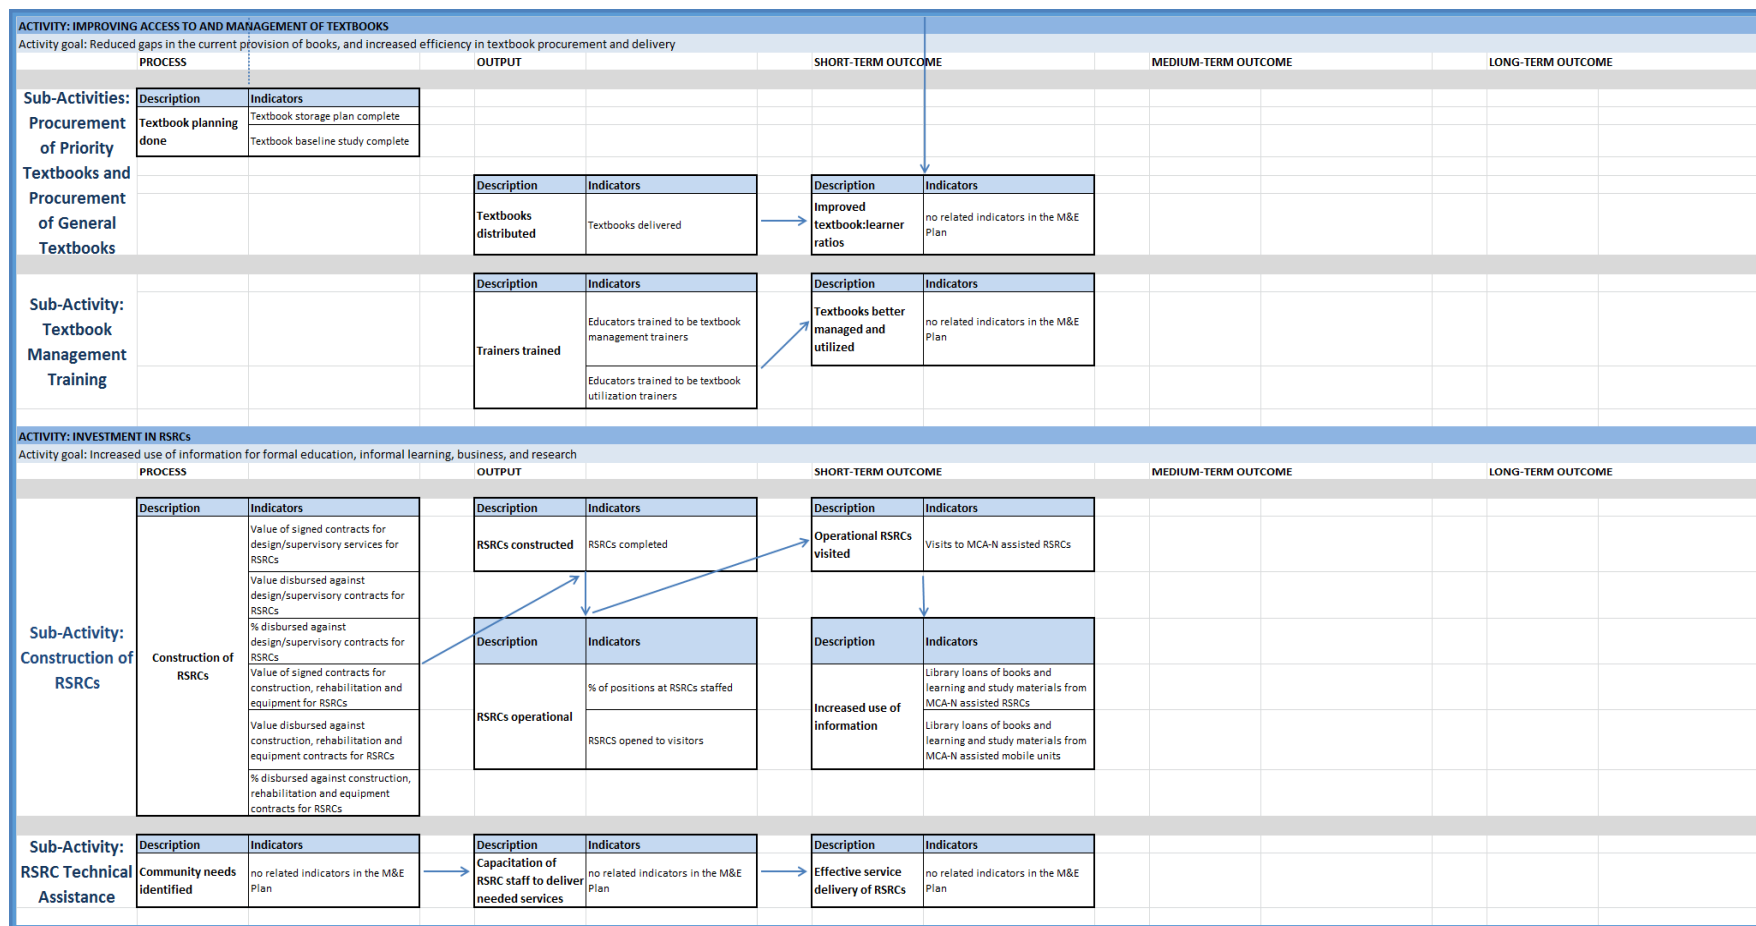 ACTIVITY: IMPROVING ACCESS TO AND MANAGEMENT OF TEXTBOOKS
Activity goal: Reduced gaps in the current provision of books, and increased efficiency in textbook procurement and delivery
PROCESS
OUTPUT
SHORT-TERM OUTCOME
MEDIUM-TERM OUTCOME
LONG-TERM OUTCOME
Sub-Activities:
Procurement
of Priority
Textbooks and
Procurement
of General
Textbooks
Description
Indicators
Textbook planning
done
Textbook storage plan complete
Textbook baseline study complete
Description
Indicators
Textbooks
distributed
Textbooks delivered
Description
Indicators
Improved
textbook:learner
ratios
no related indicators in the M&E
Plan
Sub-Activity:
Textbook
Management
Training
Description
Indicators
Trainers trained
Educators trained to be textbook
management trainers
Educators trained to be textbook
utilization trainers
Description
Indicators
Textbooks better
managed and
utilized
no related indicators in the M&E
Plan
ACTIVITY: INVESTMENT IN RSRCs
Activity goal: Increased use of information for formal education, informal learning, business, and research
PROCESS
OUTPUT
SHORT-TERM OUTCOME
MEDIUM-TERM OUTCOME
LONG-TERM OUTCOME
Sub-Activity:
Construction of
RSRCs
Description
Indicators
Construction of
RSRCs
Value of signed contracts for
design/supervisory services for
RSRCs
Value disbursed against
design/supervisory contracts for
RSRCs
% disbursed against
design/supervisory contracts for
RSRCs
Value of signed contracts for
construction, rehabilitation and
equipment for RSRCs
Value disbursed against
construction, rehabilitation and
equipment contracts for RSRCs
% disbursed against construction,
rehabilitation and equipment
contracts for RSRCs
Description
Indicators
RSRCs constructed
RSRCs completed
Description
Indicators
RSRCs operational
% of positions at RSRCs staffed
RSRCS opened to visitors
Description
Indicators
Operational RSRCs
visited
Visits to MCA-N assisted RSRCs
Description
Indicators
Increased use of
information
Library loans of books and
learning and study materials from
MCA-N assisted RSRCs
Library loans of books and
learning and study materials from
MCA-N assisted mobile units
Sub-Activity:
RSRC Technical
Assistance
Description
Indicators
Community needs
identified
no related indicators in the M&E
Plan
Description
Indicators
Capacitation of
RSRC staff to deliver
needed services
no related indicators in the M&E
Plan
Description
Indicators
Effective service
delivery of RSRCs
no related indicators in the M&E
Plan